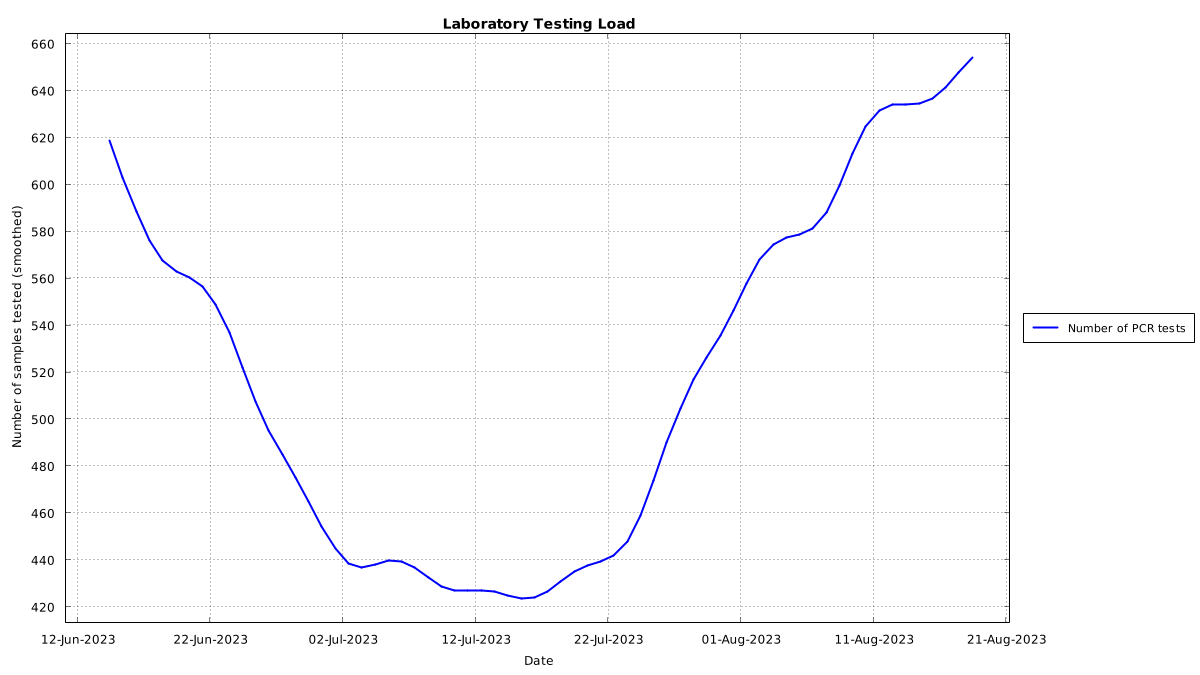 Laboratory Testing Load
660
640
620
600
580
560
540
520
500
480
460
440
420
Number of samples tested (smoothed)
12-Jun-2023 22-Jun-2023 02-Jul-2023 12-Jul-2023 22-Jul-2023 01-Aug-2023 11-Aug-2023 21-Aug-2023
Date
Number of PCR tests